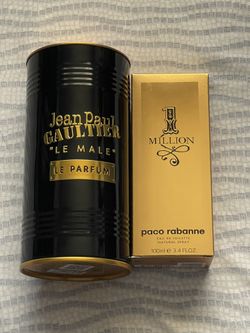 Jean Paul
GAULTIER
"LE MALE"
LE PARFUM
1
MILLION
paco rabanne
EAU DE TOILETTE
NATURAL SPRAY
100ml e 3.4 FL.OZ.